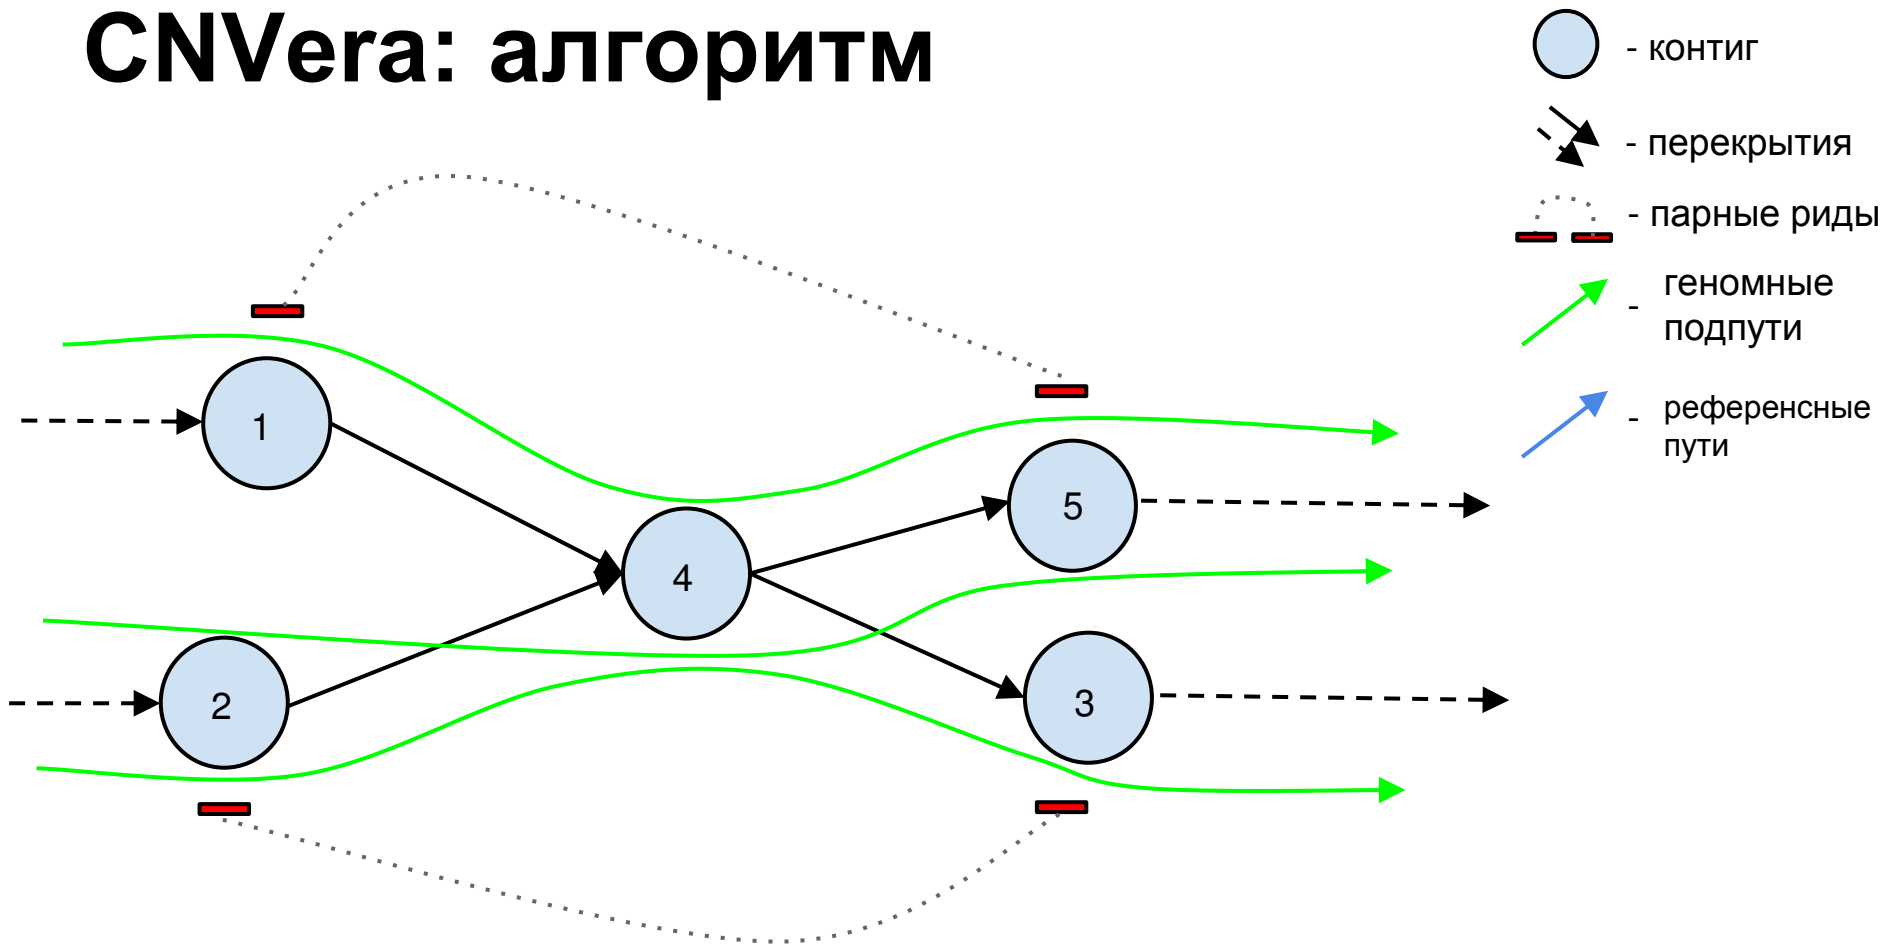 CNVera: алгоритм
- контиг
- перекрытия
- парные риды
- геномные
подпути
- референсные
пути
1
5
4
2
3